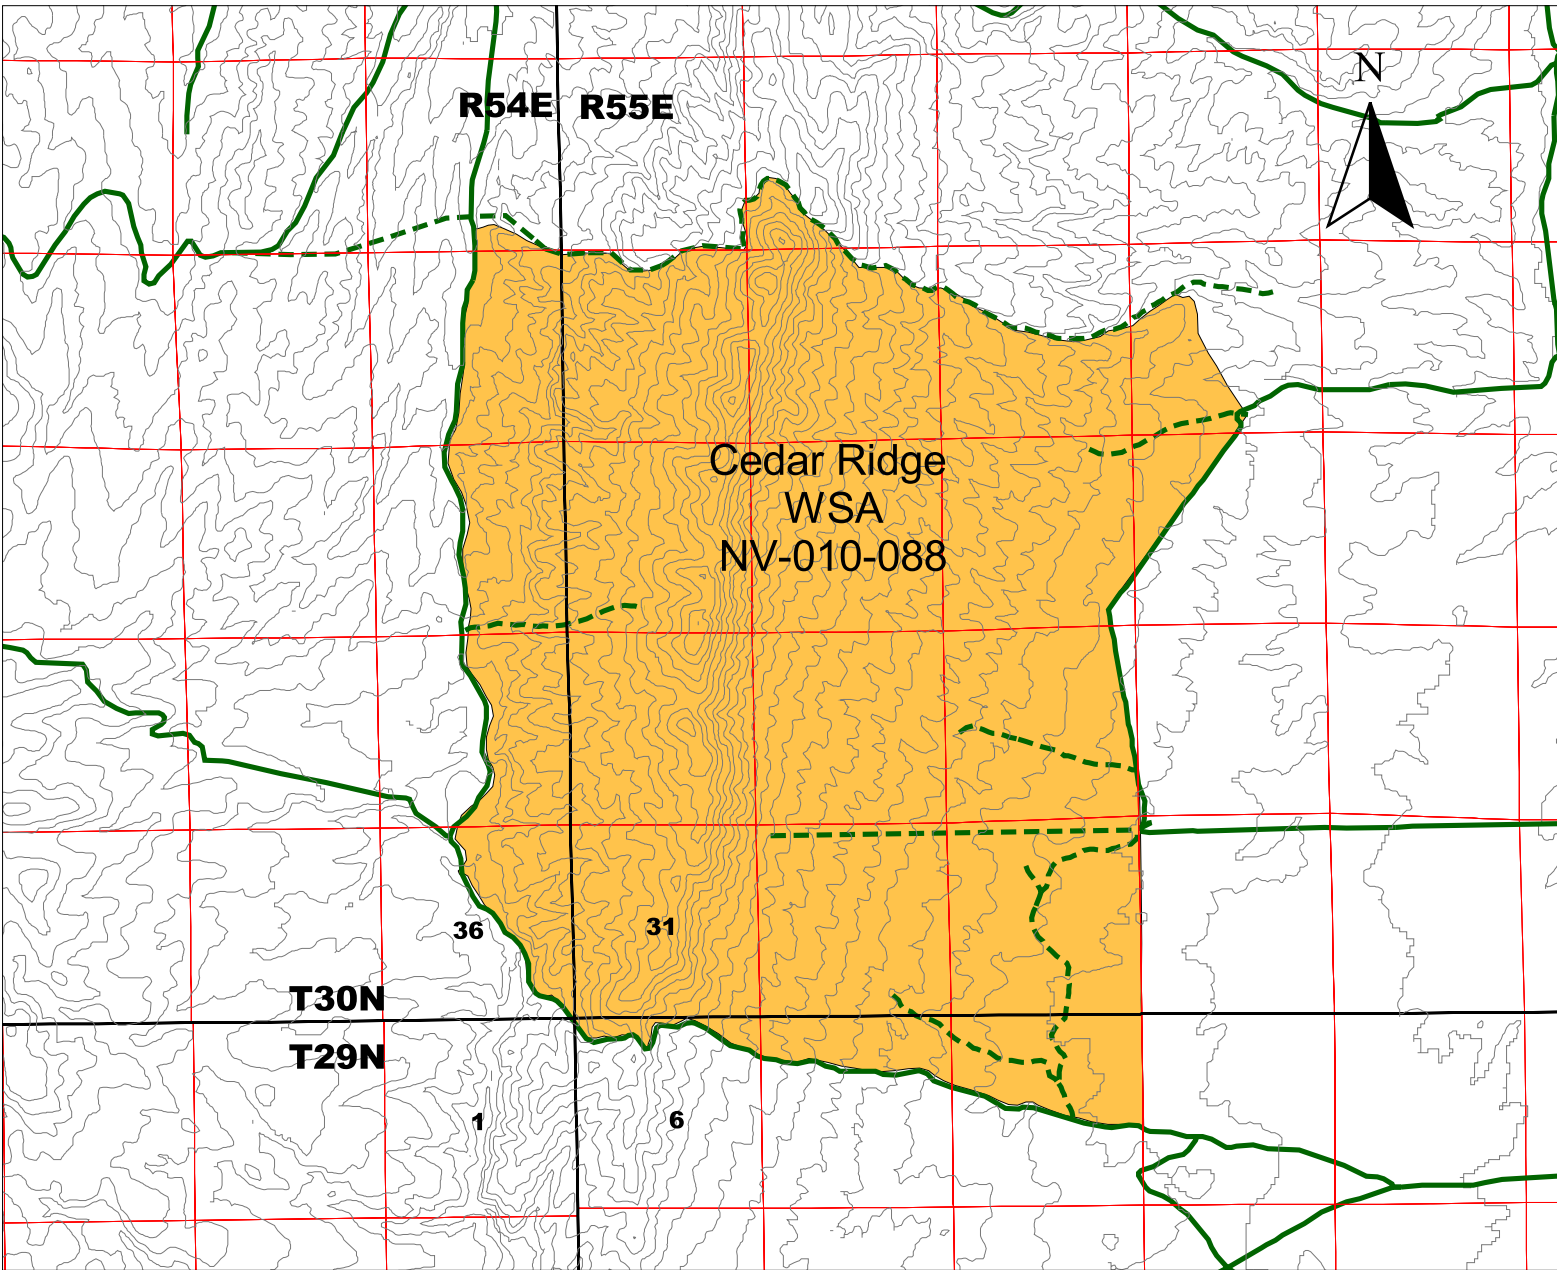 N
R54E R55E
Cedar Ridge
WSA
NV-010-088
36 31
T30N
T29N
1 6